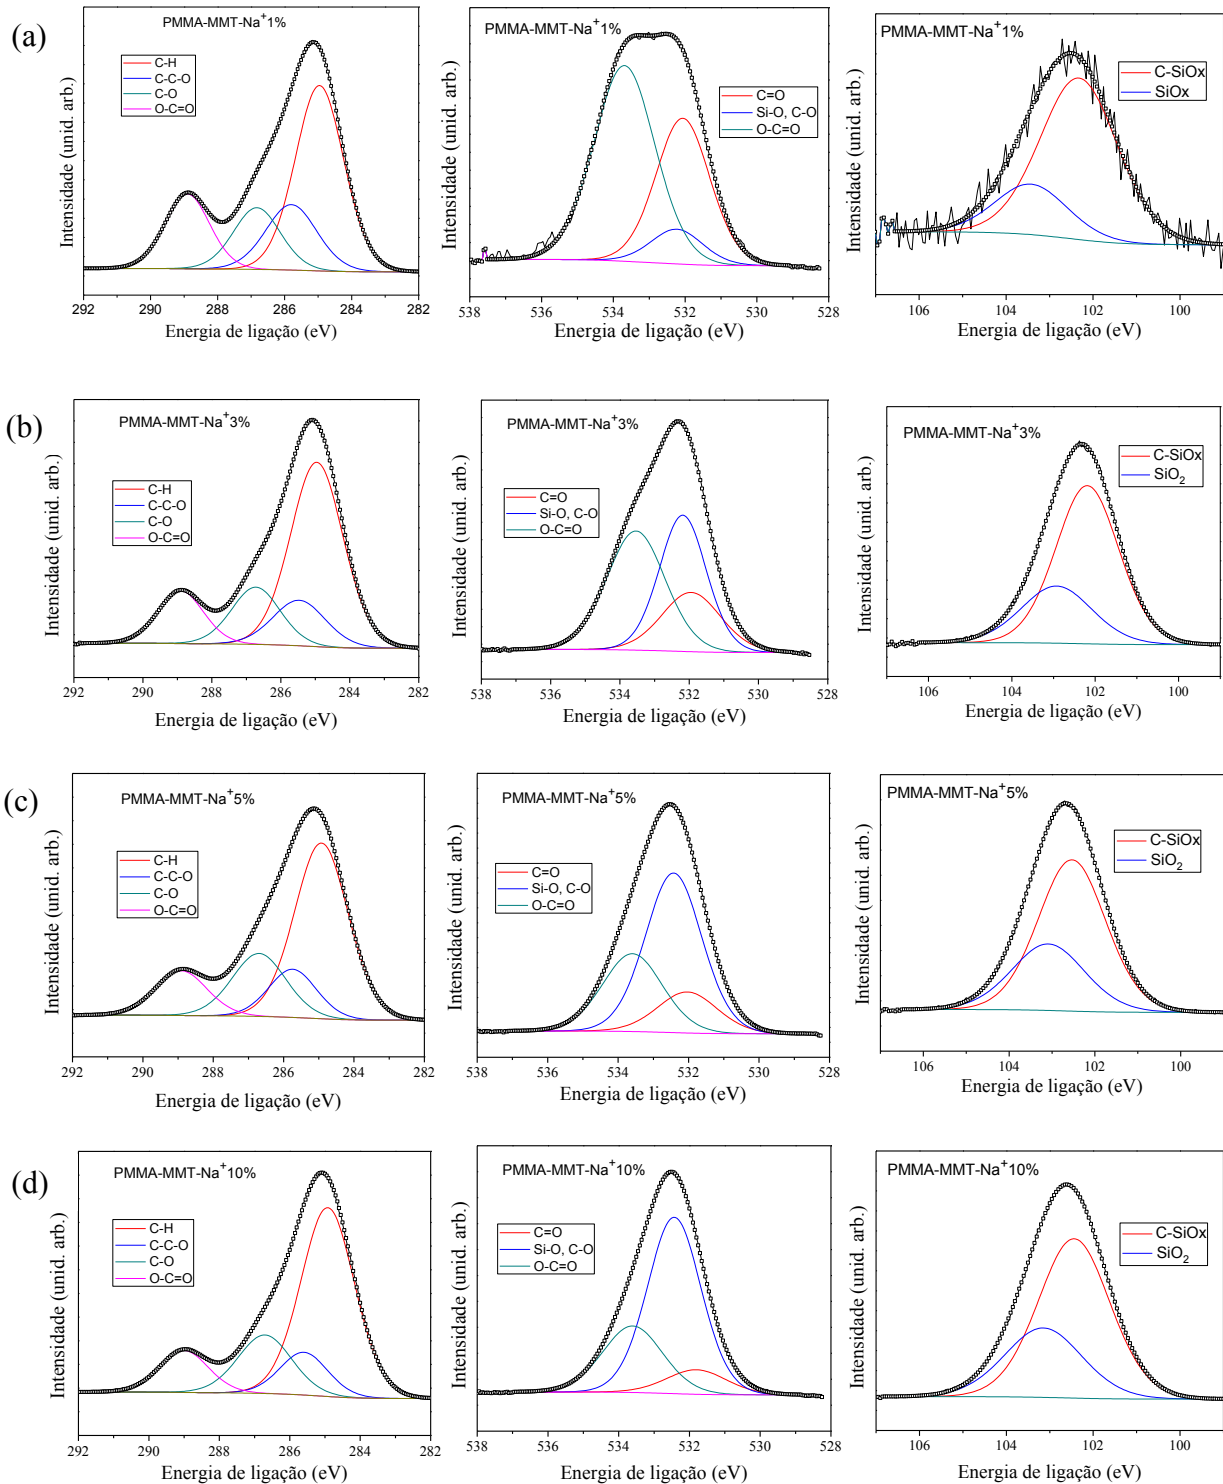 (a)
PMMA-MMT-Na+1%
C-H
C-C-O
C-O
O-C=O
Intensidade (unid. arb.)
292 290 288 286 284 282
Energia de ligação (eV)
PMMA-MMT-Na+1%
C=O
Si-O, C-O
O-C=O
Intensidade (unid. arb.)
538 536 534 532 530 528
Energia de ligação (eV)
PMMA-MMT-Na+1%
C-SiOx
SiOx
Intensidade (unid. arb.)
106 104 102 100
Energia de ligação (eV)
(b)
PMMA-MMT-Na+3%
C-H
C-C-O
C-O
O-C=O
Intensidade (unid. arb.)
292 290 288 286 284 282
Energia de ligação (eV)
PMMA-MMT-Na+3%
C=O
Si-O, C-O
O-C=O
Intensidade (unid. arb.)
538 536 534 532 530 528
Energia de ligação (eV)
PMMA-MMT-Na+3%
C-SiOx
SiO2
Intensidade (unid. arb.)
106 104 102 100
Energia de ligação (eV)
(c)
PMMA-MMT-Na+5%
C-H
C-C-O
C-O
O-C=O
Intensidade (unid. arb.)
292 290 288 286 284 282
Energia de ligação (eV)
PMMA-MMT-Na+5%
C=O
Si-O, C-O
O-C=O
Intensidade (unid. arb.)
538 536 534 532 530 528
Energia de ligação (eV)
PMMA-MMT-Na+5%
C-SiOx
SiO2
Intensidade (unid. arb.)
106 104 102 100
Energia de ligação (eV)
(d)
PMMA-MMT-Na+10%
C-H
C-C-O
C-O
O-C=O
Intensidade (unid. arb.)
292 290 288 286 284 282
Energia de ligação (eV)
PMMA-MMT-Na+10%
C=O
Si-O, C-O
O-C=O
Intensidade (unid. arb.)
538 536 534 532 530 528
Energia de ligação (eV)
PMMA-MMT-Na+10%
C-SiOx
SiO2
Intensidade (unid. arb.)
106 104 102 100
Energia de ligação (eV)